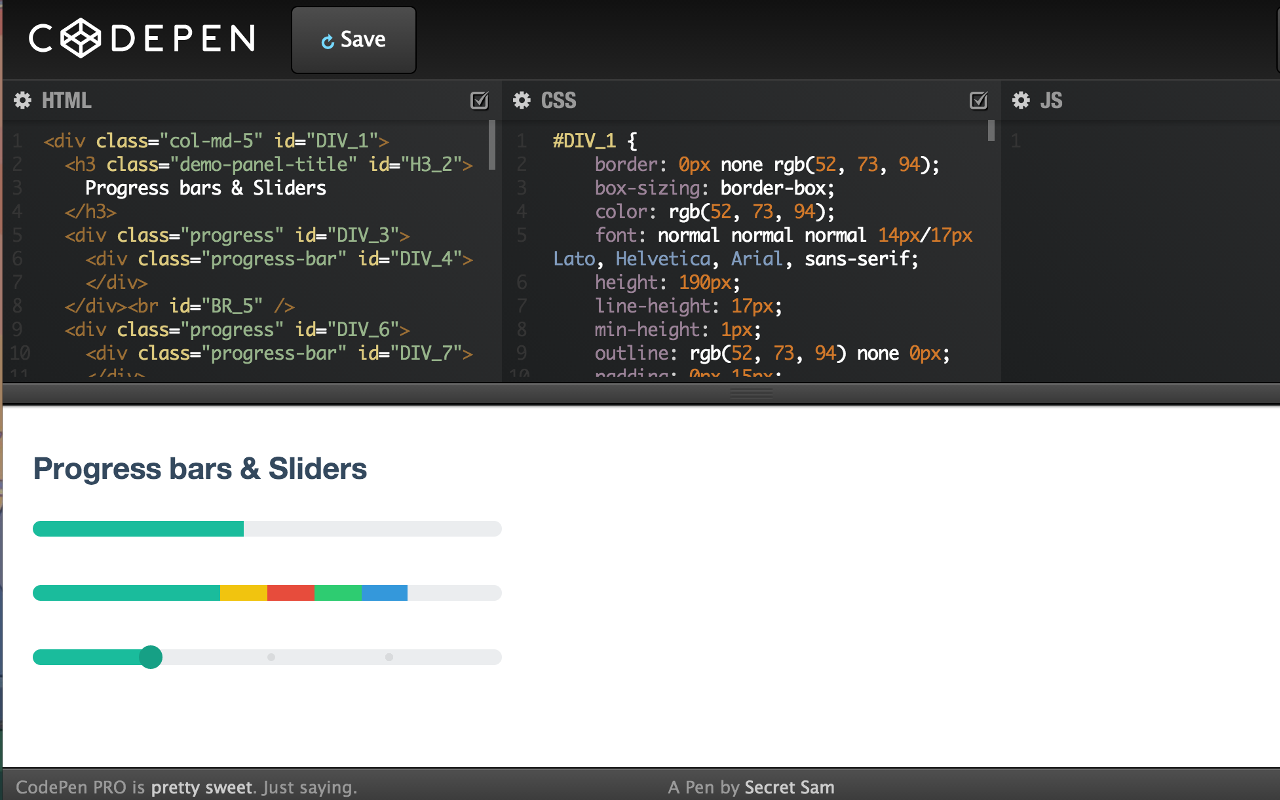 CODEPEN
Save
HTML
1 <div class="col-md-5" id="DIV_1">
2 <h3 class="demo-panel-title" id="H3_2">
3 Progress bars & Sliders
4 </h3>
5 <div class="progress" id="DIV_3">
6 <div class="progress-bar" id="DIV_4">
7 </div>
8 </div><br id="BR_5" />
9 <div class="progress" id="DIV_6">
10 <div class="progress-bar" id="DIV_7">
11 </div>
CSS
1 #DIV_1 {
2 border: 0px none rgb(52, 73, 94);
3 box-sizing: border-box;
4 color: rgb(52, 73, 94);
5 font: normal normal normal 14px/17px
Lato, Helvetica, Arial, sans-serif;
6 height: 190px;
7 line-height: 17px;
8 min-height: 1px;
9 outline: rgb(52, 73, 94) none 0px;
10 padding: 0px 15px;
JS
1
Progress bars & Sliders
CodePen PRO is pretty sweet. Just saying.
A Pen by Secret Sam